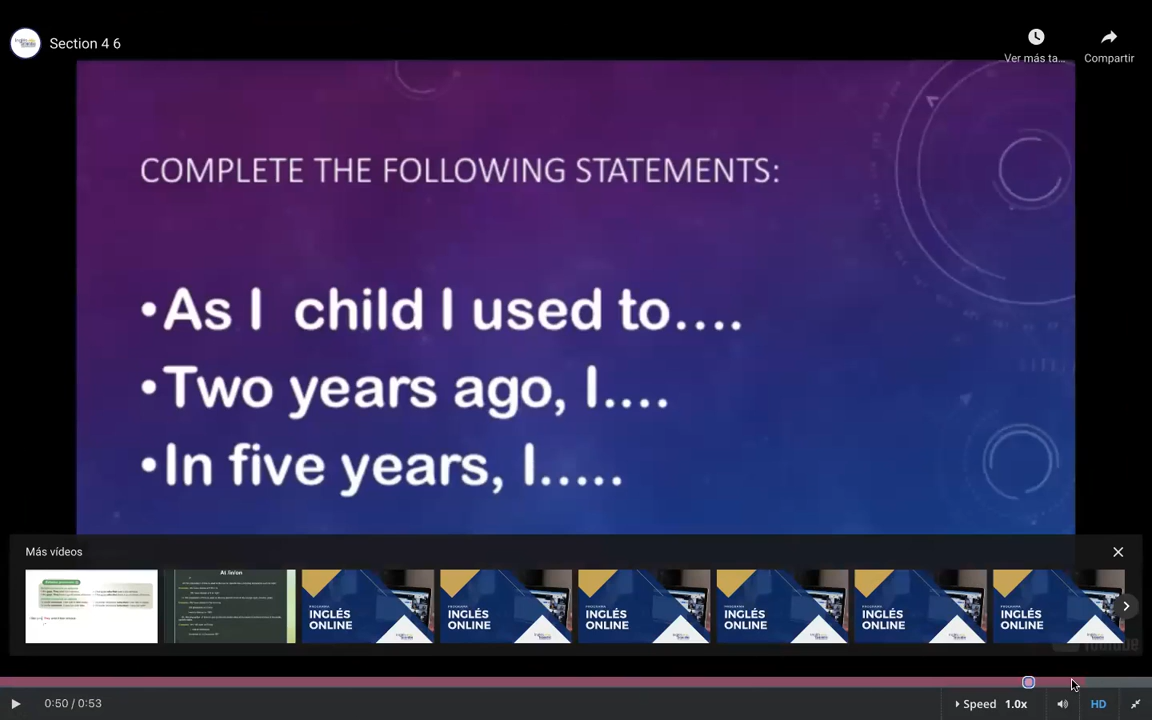 Section 4 6
Ver más ta...
Compartir
COMPLETE THE FOLLOWING STATEMENTS:
•As I  child I used to....
•Two years ago, I....
•In five years, I.....
Más vídeos
INGLÉS ONLINE
INGLÉS ONLINE
INGLÉS ONLINE
INGLÉS ONLINE
INGLÉS ONLINE
INGLÉS ONLINE
YouTube
0:50 / 0:53
Speed 1.0x
HD